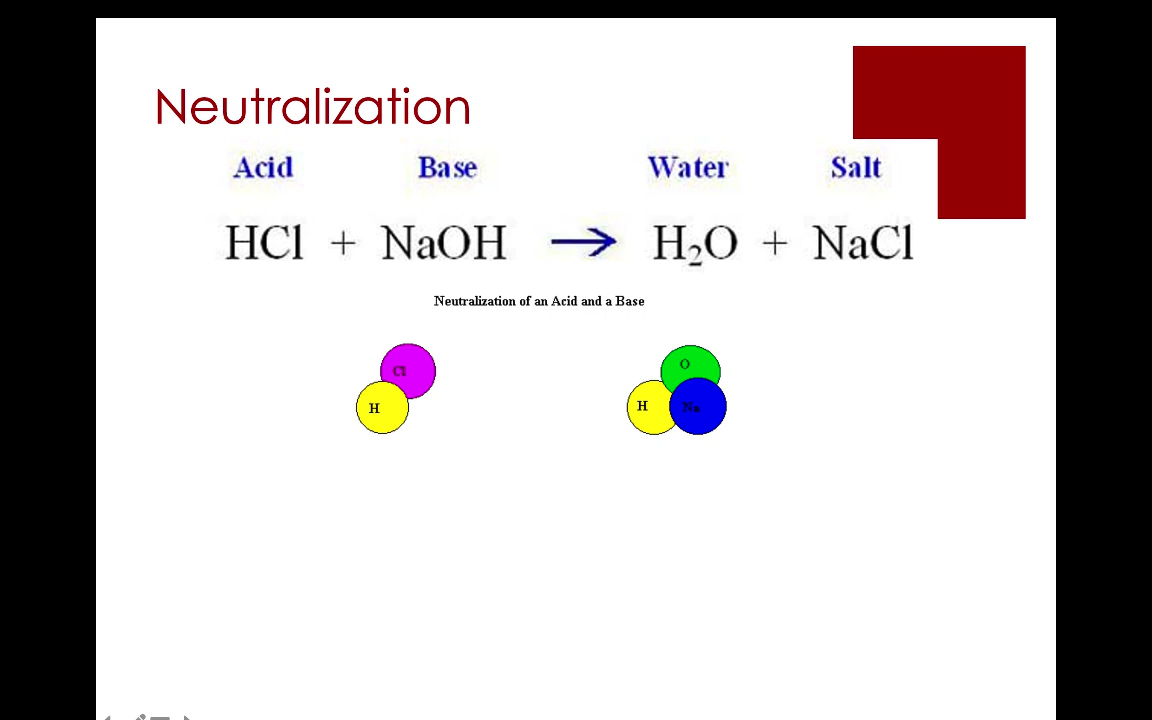 Neutralization
Acid Base Water Salt
HCl + NaOH → H₂O + NaCl
Neutralization of an Acid and a Base
Cl
H
O
H Na